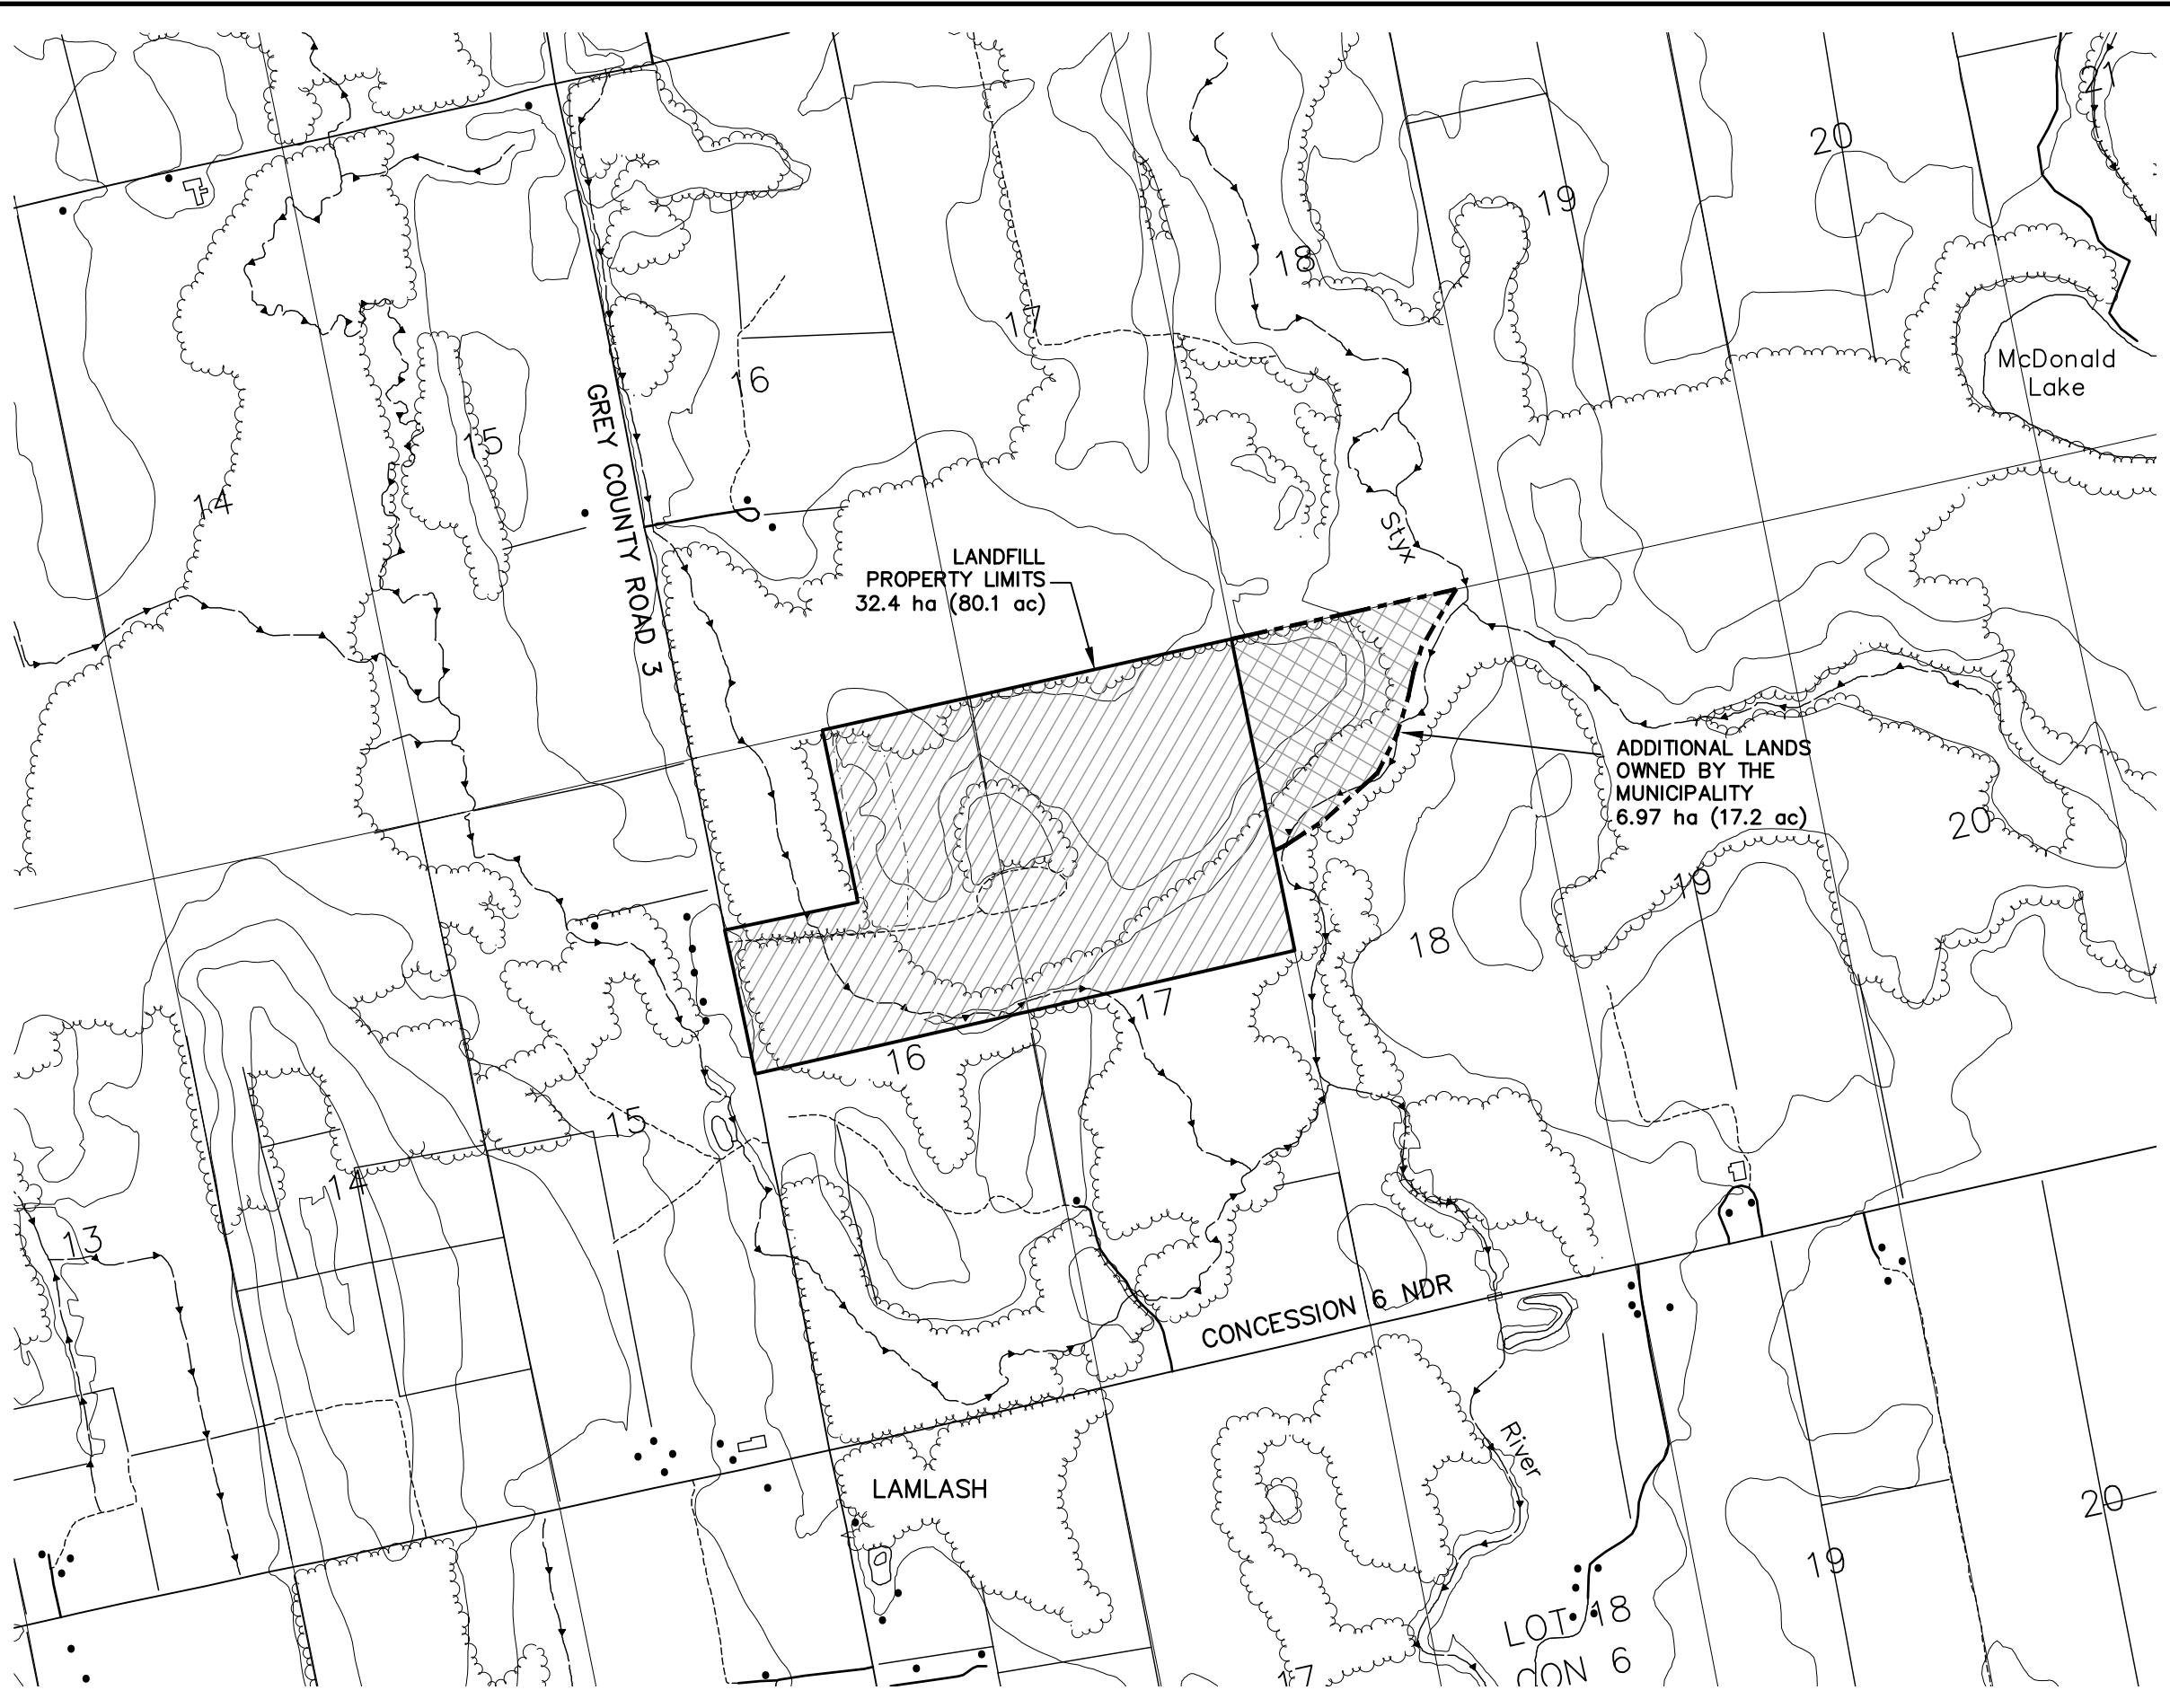 21
20
19
18
17
McDonald
Lake
16
GREY COUNTY ROAD 3
15
14
Styx
LANDFILL
PROPERTY LIMITS
32.4 ha (80.1 ac)
ADDITIONAL LANDS
OWNED BY THE
MUNICIPALITY
6.97 ha (17.2 ac)
20
19
18
17
16
15
14
13
CONCESSION 6 NDR
River
LAMLASH
20
19
LOT 18
CON 6
17